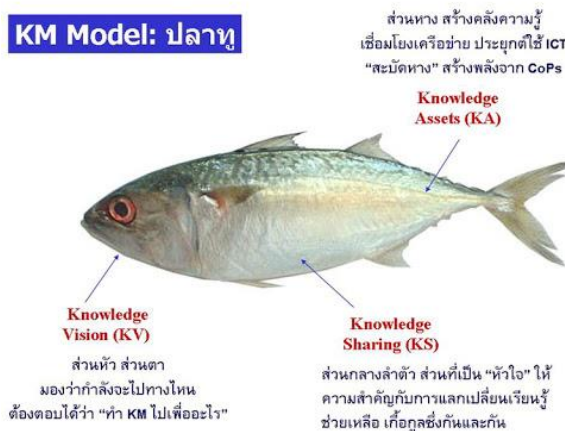 KM Model: ปลาทู
ส่วนหาง สร้างคลังความรู้
เชื่อมโยงเครือข่าย ประยุกต์ใช้ ICT
“สะบัดหาง” สร้างพลังจาก CoPs
Knowledge
Assets (KA)
Knowledge
Vision (KV)
ส่วนหัว ส่วนตา
มองว่ากำลังจะไปทางไหน
ต้องตอบได้ว่า “ทำ KM ไปเพื่ออะไร”
Knowledge
Sharing (KS)
ส่วนกลางลำตัว ส่วนที่เป็น “หัวใจ” ให้
ความสำคัญกับการแลกเปลี่ยนเรียนรู้
ช่วยเหลือ เกื้อกูลซึ่งกันและกัน